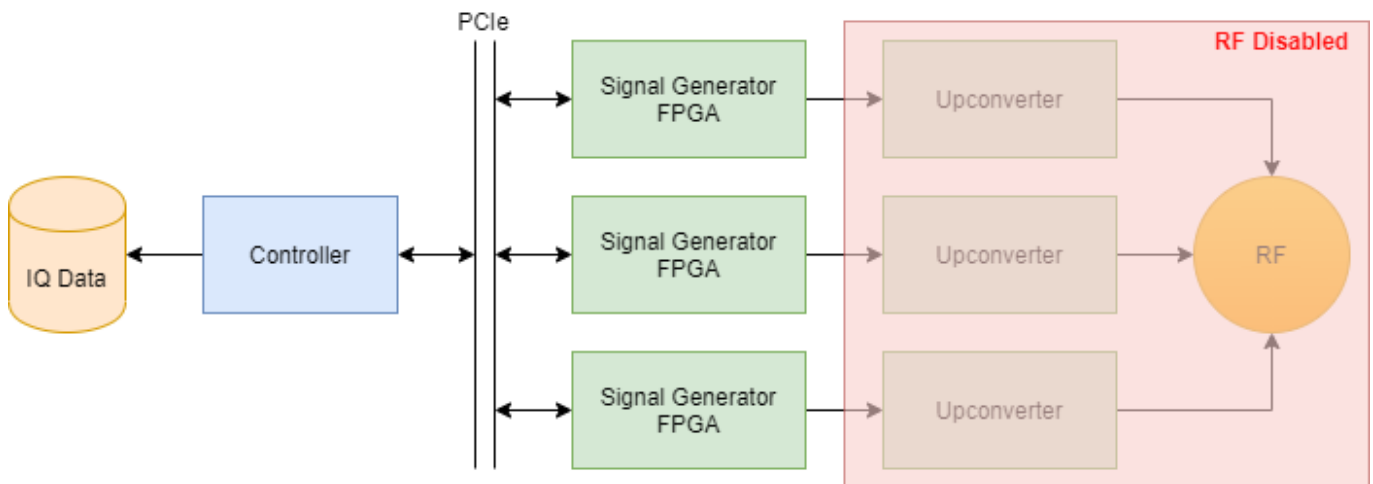 PCIe
RF Disabled
Signal Generator
FPGA
Upconverter
IQ Data
Controller
Signal Generator
FPGA
Upconverter
RF
Signal Generator
FPGA
Upconverter